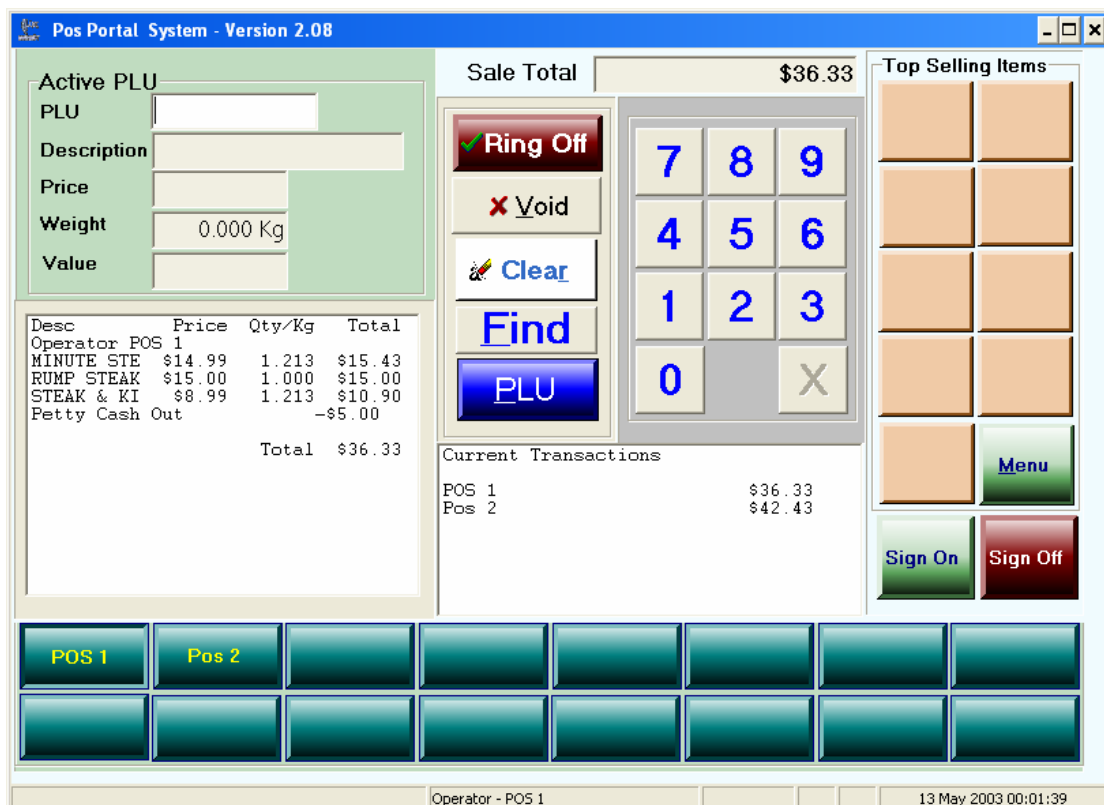 Pos Portal System - Version 2.08
Active PLU
PLU
Description
Price
Weight 0.000 Kg
Value
Sale Total $36.33
Ring Off
Void
Clear
Find
PLU
7 8 9
4 5 6
1 2 3
0 X
Top Selling Items
Menu
Sign On Sign Off
Desc Price Qty/Kg Total
Operator POS 1
MINUTE STE $14.99 1.213 $15.43
RUMP STEAK $15.00 1.000 $15.00
STEAK & KI $8.99 1.213 $10.90
Petty Cash Out -$5.00
Total $36.33
Current Transactions
POS 1 $36.33
Pos 2 $42.43
POS 1 Pos 2
Operator - POS 1 13 May 2003 00:01:39